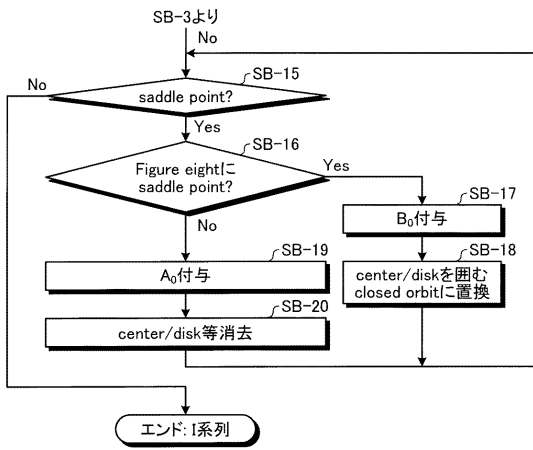 SB-3より
No
SB-15
No
saddle point?
Yes
SB-16
Figure eightに
saddle point?
Yes
No
SB-17
B₀付与
SB-18
center/diskを囲む
closed orbitに置換
SB-19
A₀付与
SB-20
center/disk等消去
エンド: I系列